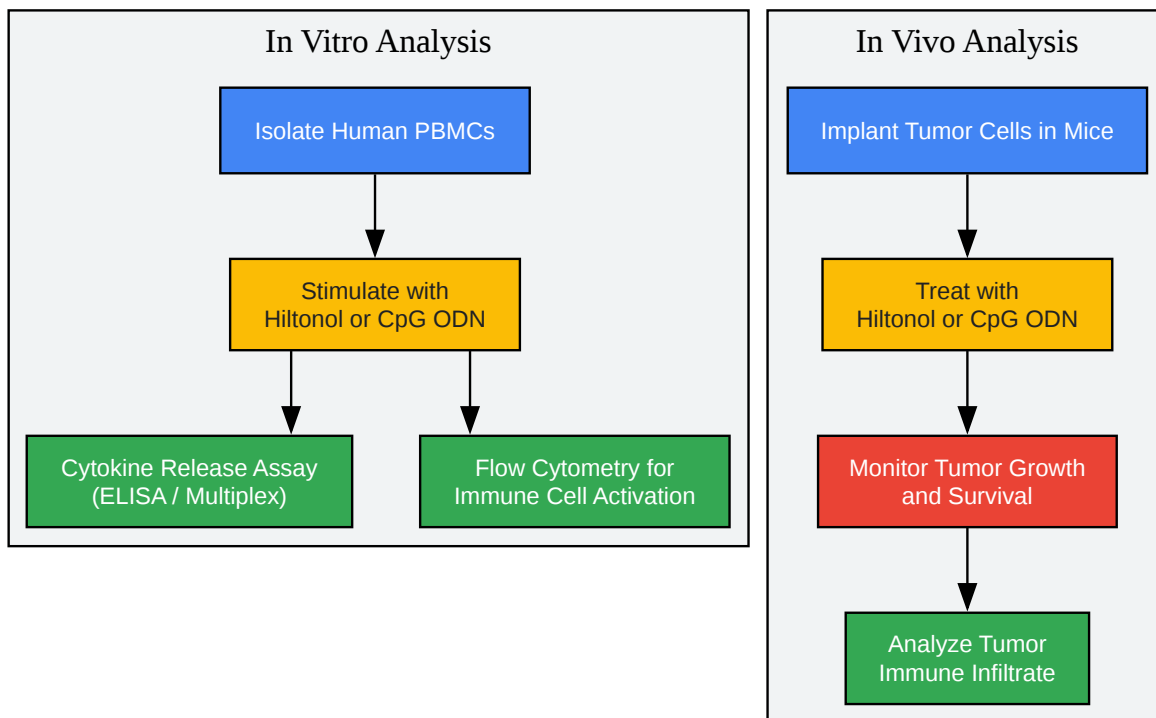 In Vitro Analysis
Isolate Human PBMCs
Stimulate with
Hiltonol or CpG ODN
Cytokine Release Assay
(ELISA / Multiplex)
Flow Cytometry for
Immune Cell Activation
In Vivo Analysis
Implant Tumor Cells in Mice
Treat with
Hiltonol or CpG ODN
Monitor Tumor Growth
and Survival
Analyze Tumor
Immune Infiltrate